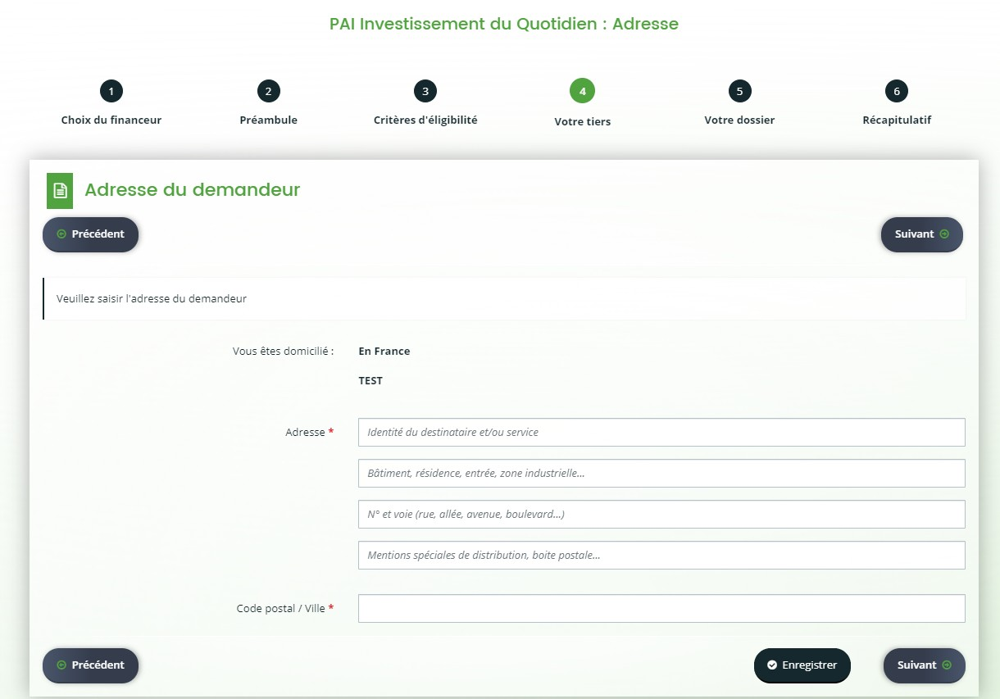 PAI Investissement du Quotidien : Adresse
1 2 3 4 5 6
Choix du financeur Préambule Critères d'éligibilité Votre tiers Votre dossier Récapitulatif
Adresse du demandeur
Précédent Suivant
Veuillez saisir l'adresse du demandeur
Vous êtes domicilié : En France
TEST
Adresse * Identité du destinataire et/ou service
Bâtiment, résidence, entrée, zone industrielle...
N° et voie (rue, allée, avenue, boulevard...)
Mentions spéciales de distribution, boite postale...
Code postal / Ville *
Précédent Enregistrer Suivant